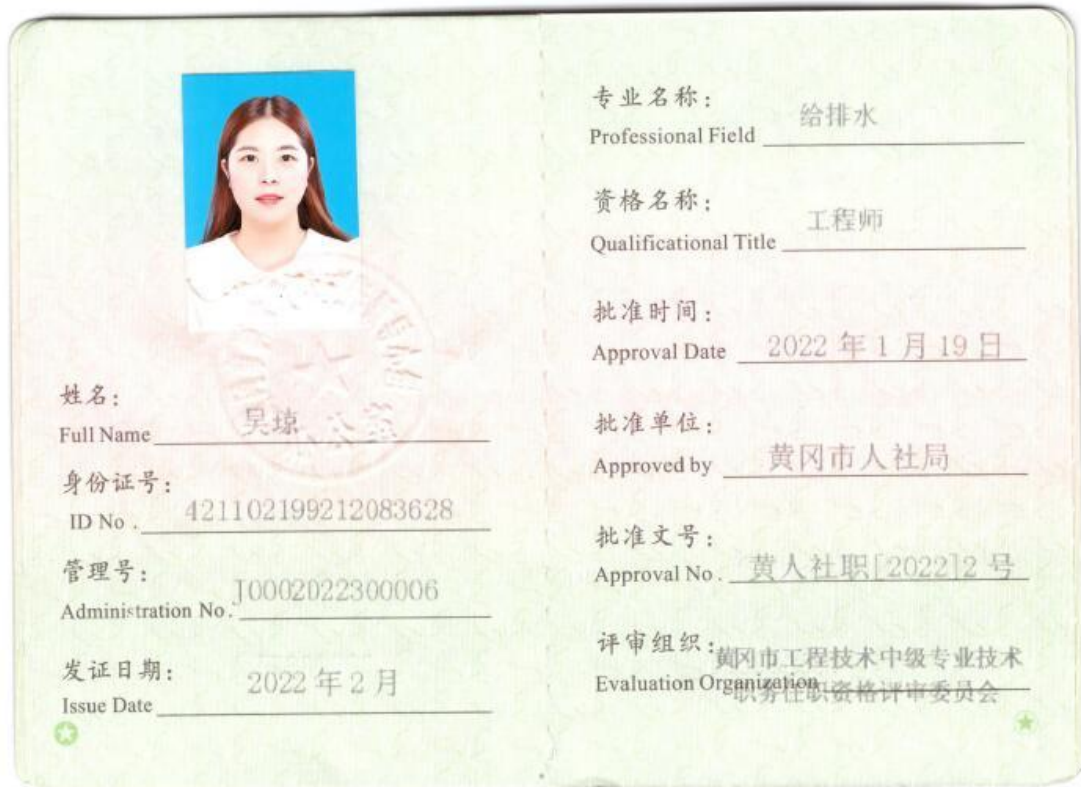 姓名：
Full Name 吴琼
身份证号：
ID No . 421102199212083628
管理号：
Administration No. J0002022300006
发证日期：
Issue Date 2022 年 2 月
专业名称：
Professional Field 给排水
资格名称：
Qualificational Title 工程师
批准时间：
Approval Date 2022 年 1 月 19 日
批准单位：
Approved by 黄冈市人社局
批准文号：
Approval No . 黄人社职[2022]2 号
评审组织：
黄冈市工程技术中级专业技术
Evaluation Organization 职务任职资格评审委员会